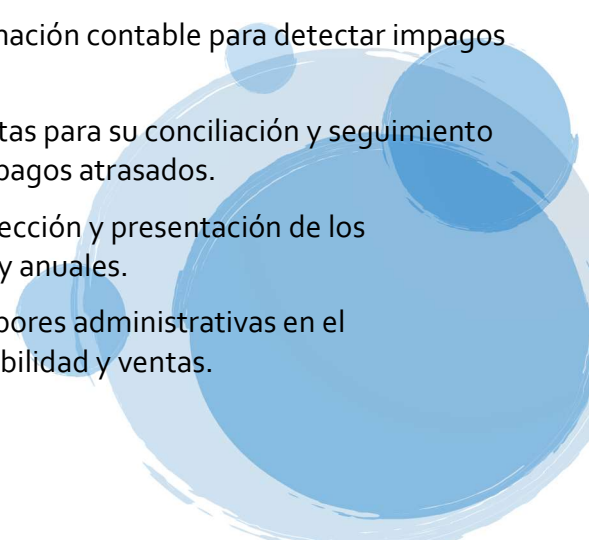 mación contable para detectar impagos
tas para su conciliación y seguimiento
pagos atrasados.
ección y presentación de los
y anuales.
bores administrativas en el
bilidad y ventas.